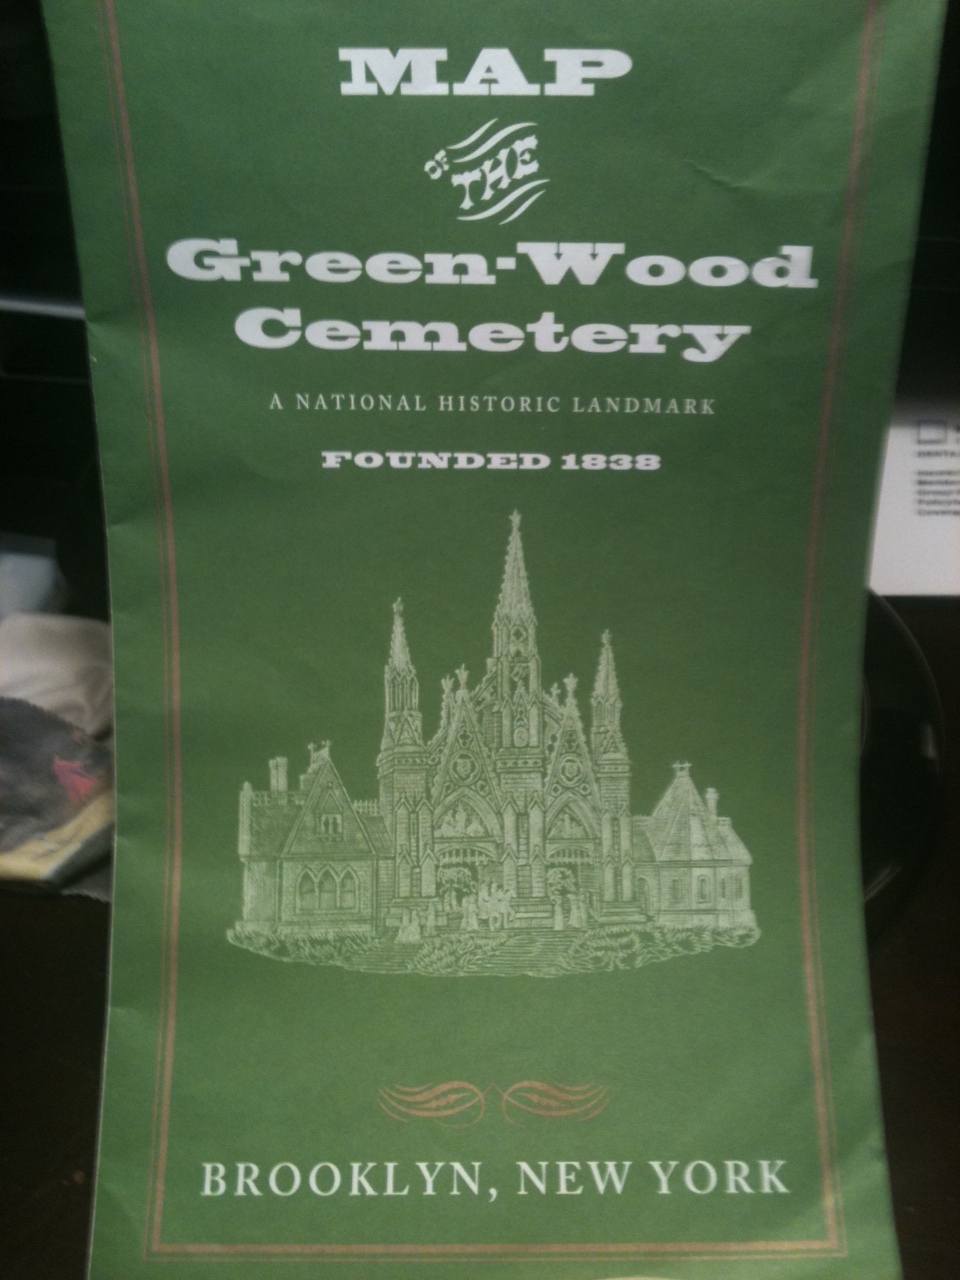 MAP
OF THE
Green-Wood
Cemetery
A NATIONAL HISTORIC LANDMARK
FOUNDED 1838
BROOKLYN, NEW YORK